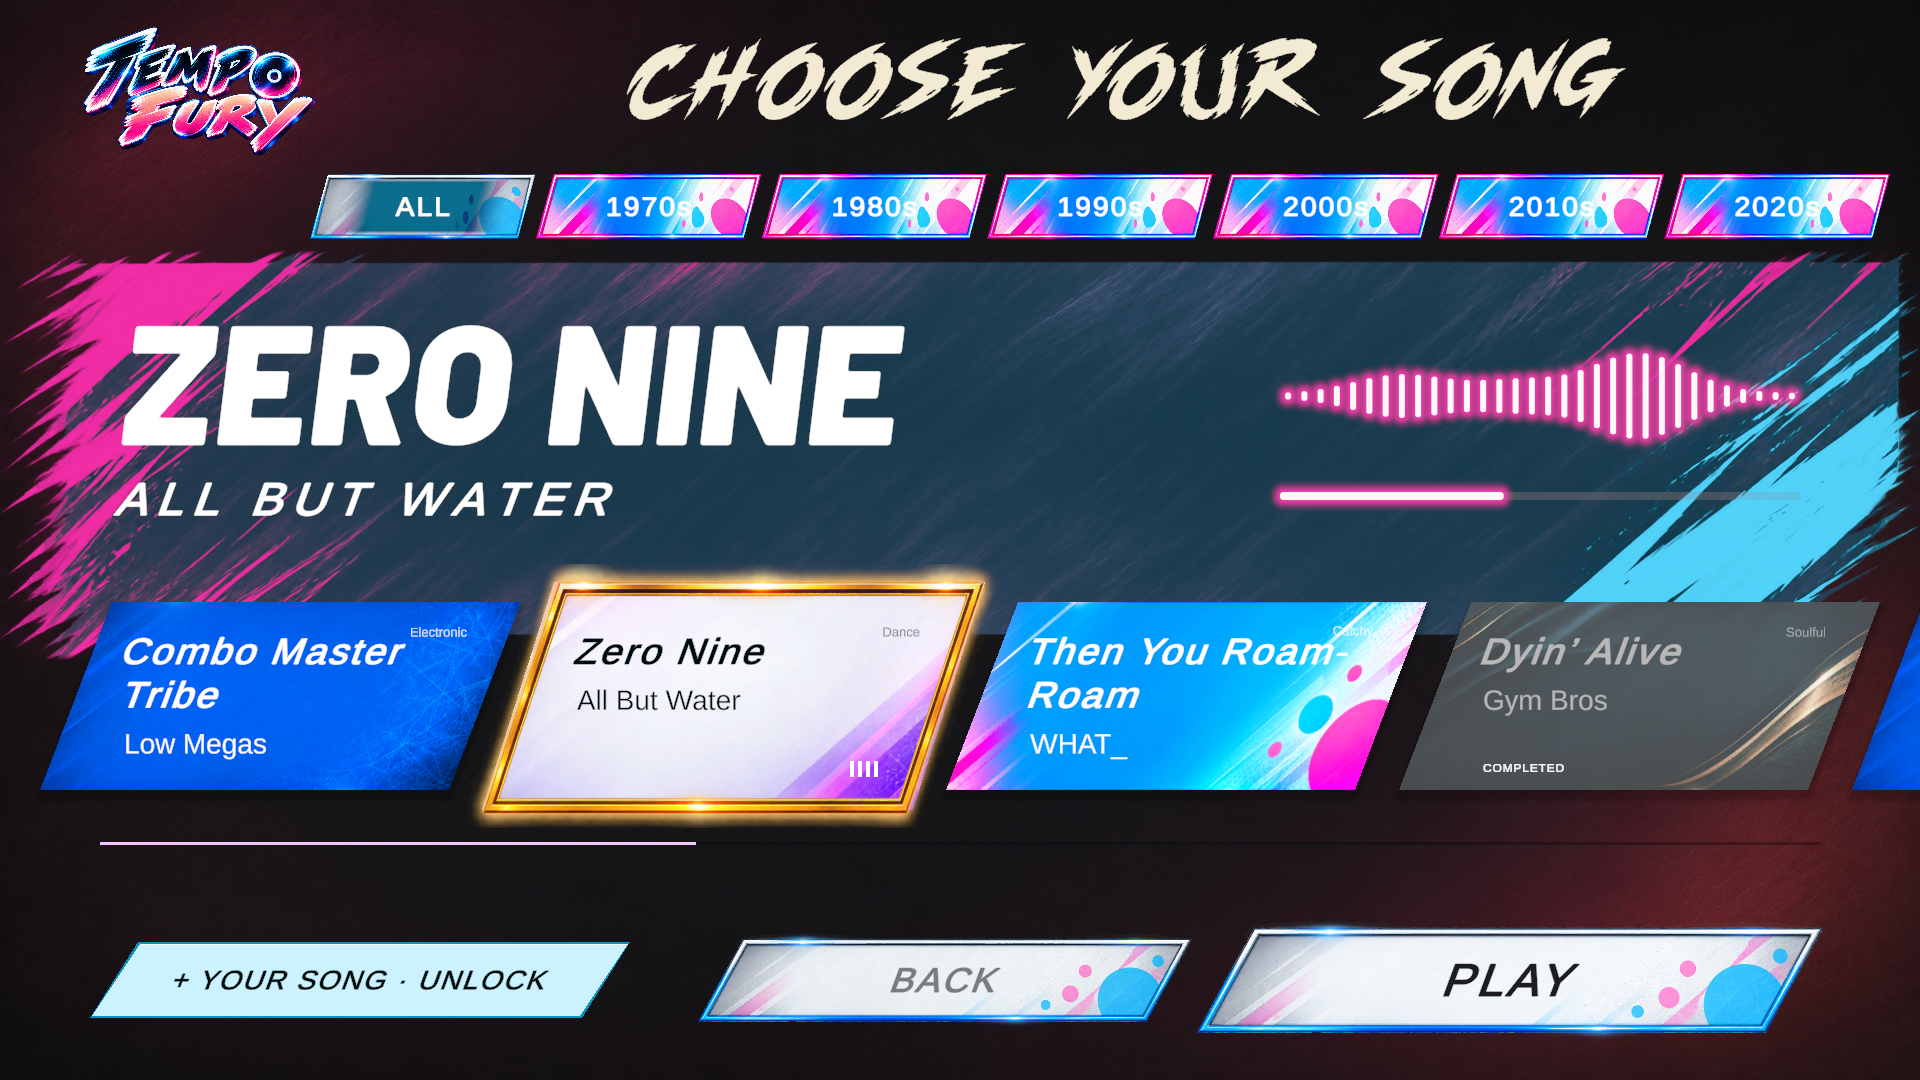 TEMPO
FURY
CHOOSE YOUR SONG
ALL
1970s
1980s
1990s
2000s
2010s
2020s
ZERO NINE
ALL BUT WATER
Electronic
Combo Master
Tribe
Low Megas
Dance
Zero Nine
All But Water
Catchy
Then You Roam-
Roam
WHAT_
Soulful
Dyin’ Alive
Gym Bros
COMPLETED
+ YOUR SONG · UNLOCK
BACK
PLAY